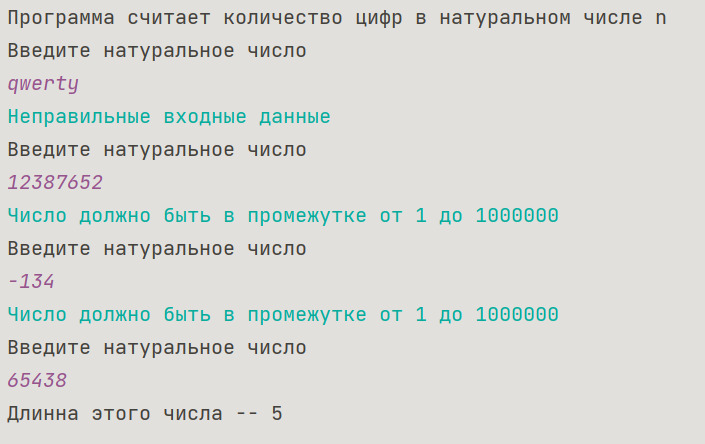 Программа считает количество цифр в натуральном числе n
Введите натуральное число
qwerty
Неправильные входные данные
Введите натуральное число
12387652
Число должно быть в промежутке от 1 до 1000000
Введите натуральное число
-134
Число должно быть в промежутке от 1 до 1000000
Введите натуральное число
65438
Длинна этого числа -- 5